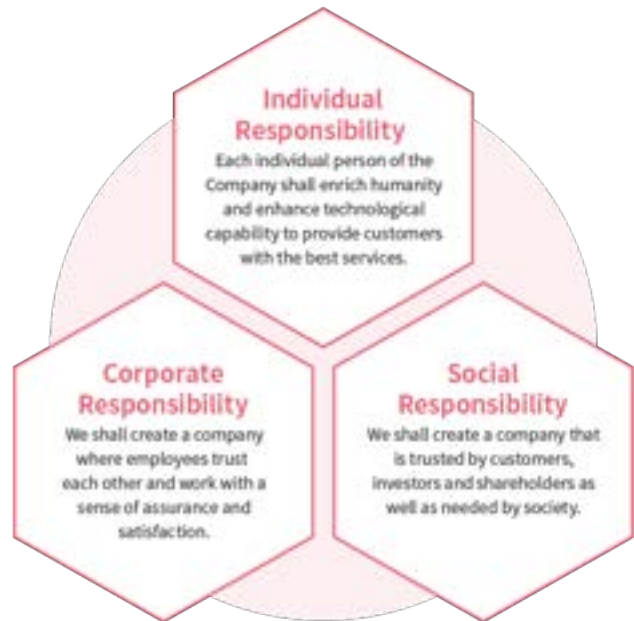 Individual
Responsibility
Each individual person of the
Company shall enrich humanity
and enhance technological
capability to provide customers
with the best services.
Corporate
Responsibility
We shall create a company
where employees trust
each other and work with a
sense of assurance and
satisfaction.
Social
Responsibility
We shall create a company that
is trusted by customers,
investors and shareholders as
well as needed by society.